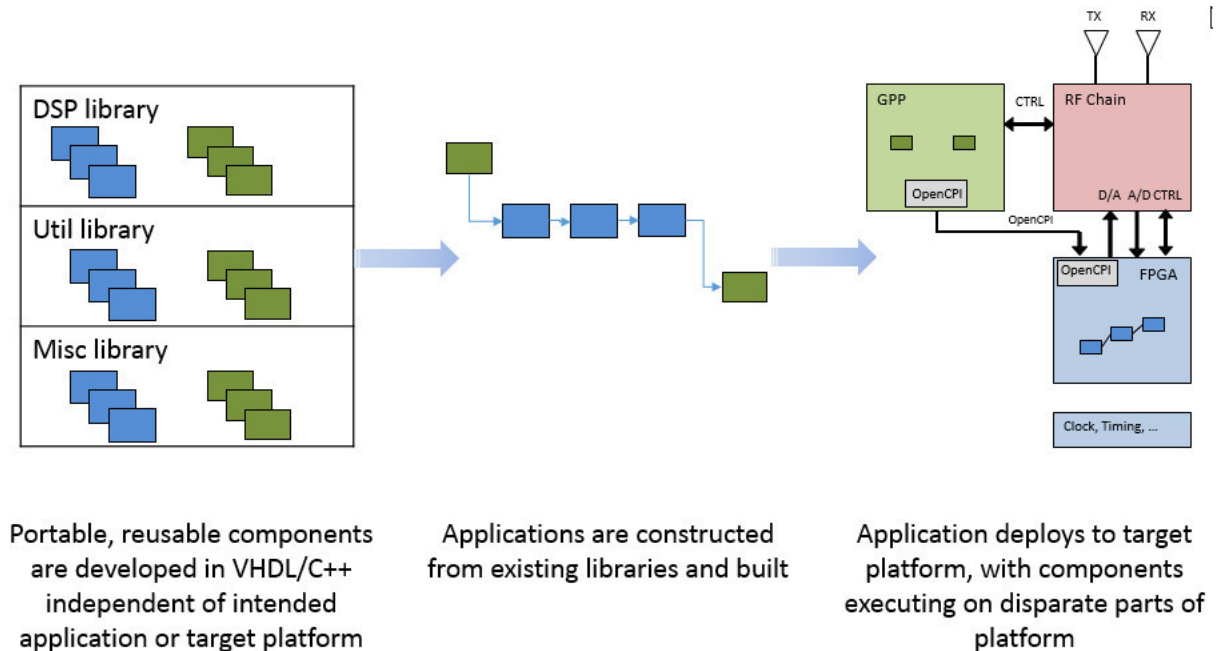 DSP library
Util library
Misc library
TX
RX
GPP
CTRL
RF Chain
OpenCPI
D/A
A/D
CTRL
OpenCPI
OpenCPI
FPGA
Clock, Timing, ...
Portable, reusable components
are developed in VHDL/C++
independent of intended
application or target platform
Applications are constructed
from existing libraries and built
Application deploys to target
platform, with components
executing on disparate parts of
platform